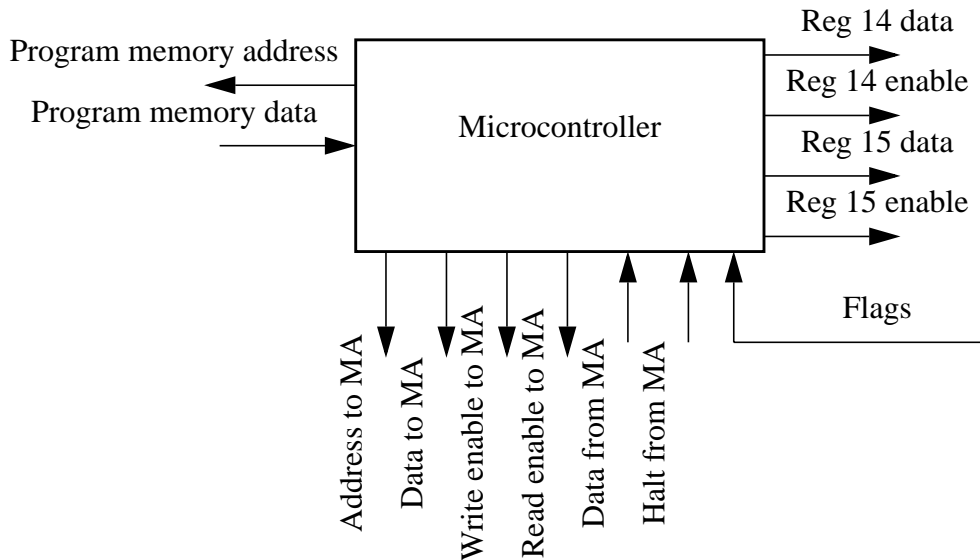 Program memory address
Program memory data
Microcontroller
Reg 14 data
Reg 14 enable
Reg 15 data
Reg 15 enable
Flags
Address to MA
Data to MA
Write enable to MA
Read enable to MA
Data from MA
Halt from MA